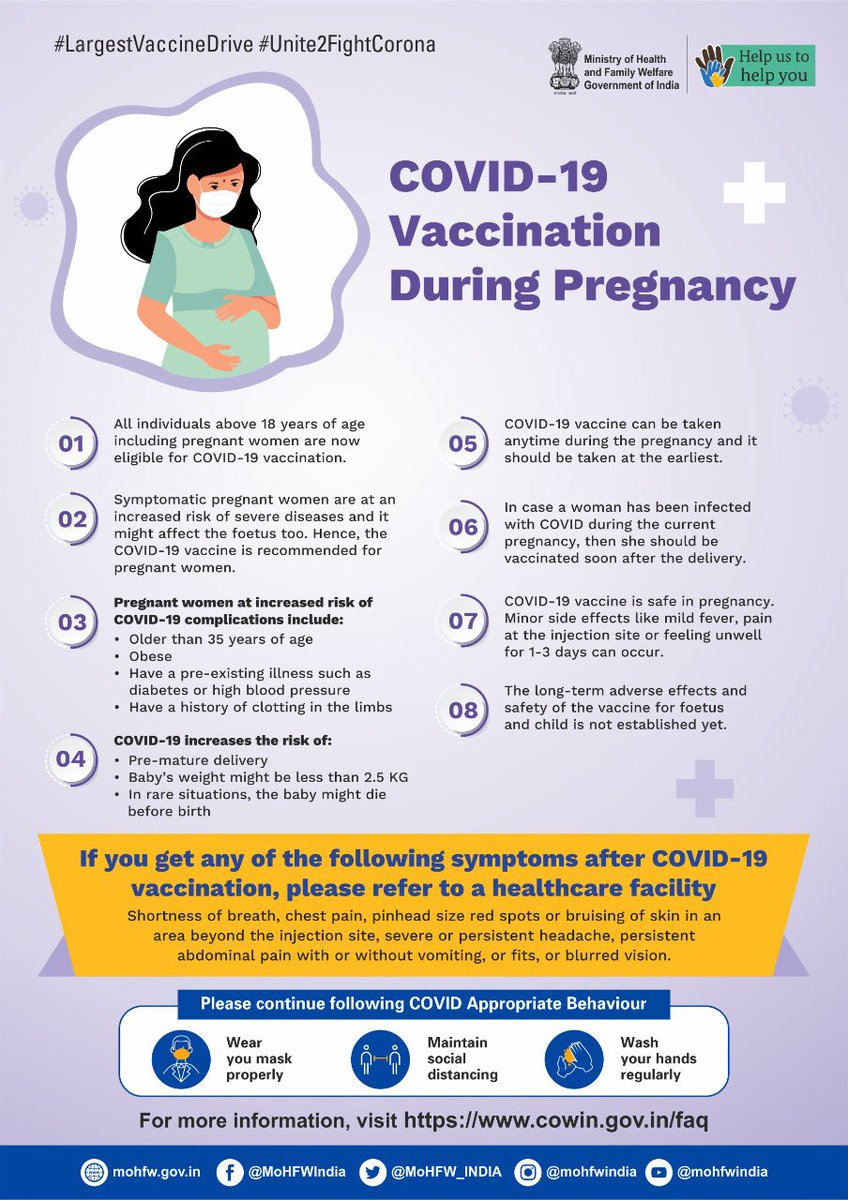 #LargestVaccineDrive #Unite2FightCorona
Ministry of Health
and Family Welfare
Government of India
Help us to
help you
COVID-19
Vaccination
During Pregnancy
01
All individuals above 18 years of age
including pregnant women are now
eligible for COVID-19 vaccination.
02
Symptomatic pregnant women are at an
increased risk of severe diseases and it
might affect the foetus too. Hence, the
COVID-19 vaccine is recommended for
pregnant women.
03
Pregnant women at increased risk of
COVID-19 complications include:
• Older than 35 years of age
• Obese
• Have a pre-existing illness such as
diabetes or high blood pressure
• Have a history of clotting in the limbs
04
COVID-19 increases the risk of:
• Pre-mature delivery
• Baby's weight might be less than 2.5 KG
• In rare situations, the baby might die
before birth
05
COVID-19 vaccine can be taken
anytime during the pregnancy and it
should be taken at the earliest.
06
In case a woman has been infected
with COVID during the current
pregnancy, then she should be
vaccinated soon after the delivery.
07
COVID-19 vaccine is safe in pregnancy.
Minor side effects like mild fever, pain
at the injection site or feeling unwell
for 1-3 days can occur.
08
The long-term adverse effects and
safety of the vaccine for foetus
and child is not established yet.
If you get any of the following symptoms after COVID-19
vaccination, please refer to a healthcare facility
Shortness of breath, chest pain, pinhead size red spots or bruising of skin in an
area beyond the injection site, severe or persistent headache, persistent
abdominal pain with or without vomiting, or fits, or blurred vision.
Please continue following COVID Appropriate Behaviour
Wear
you mask
properly
Maintain
social
distancing
Wash
your hands
regularly
For more information, visit https://www.cowin.gov.in/faq
mohfw.gov.in
@MoHFWIndia
@MoHFW_INDIA
@mohfwindia
@mohfwindia